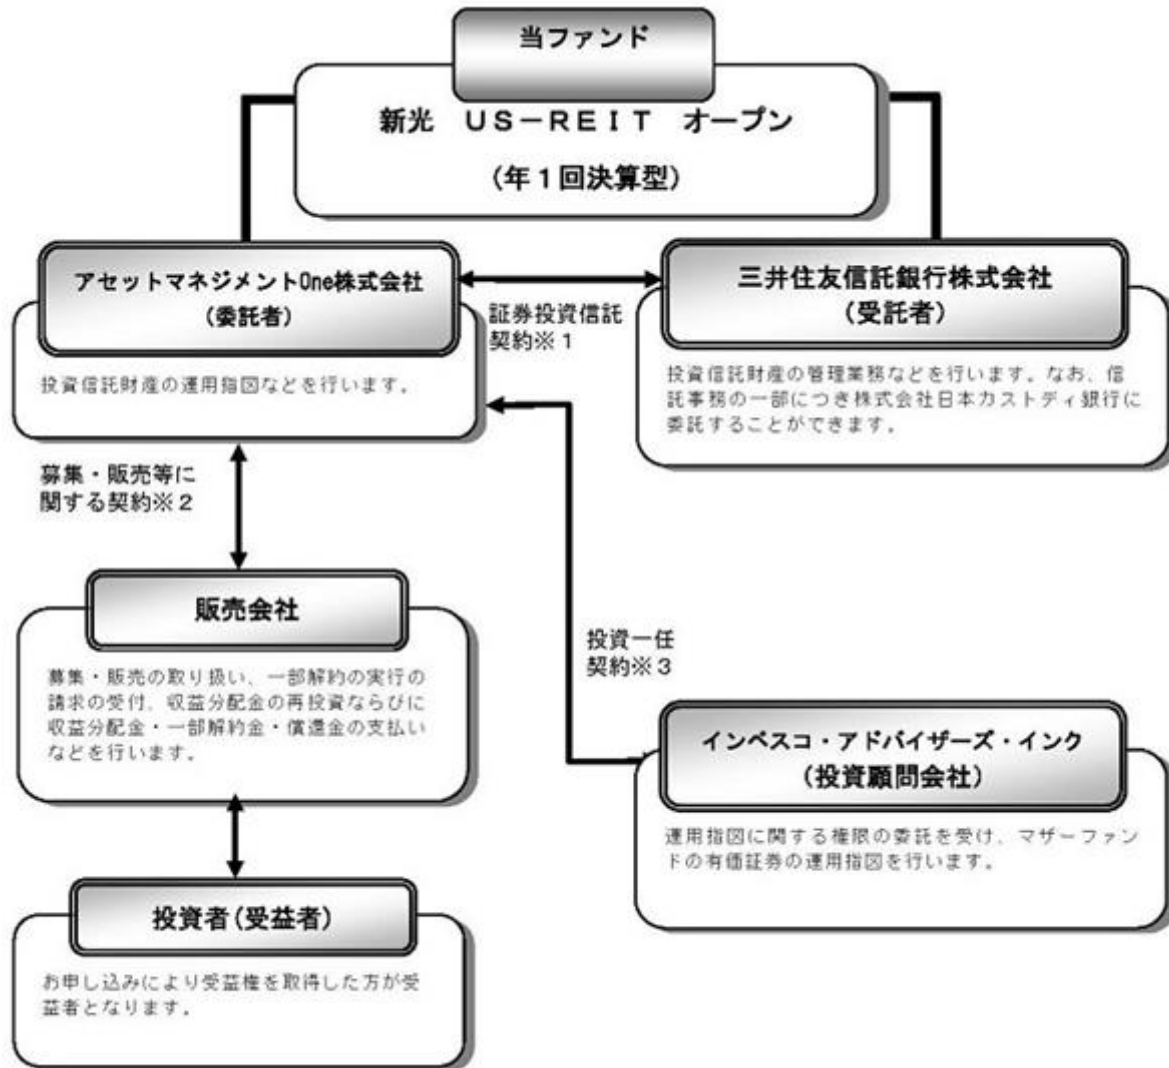 当ファンド
新光 US-REIT オープン
(年1回決算型)
アセットマネジメントOne株式会社
(委託者)
投資信託財産の運用指図などを行います。
証券投資信託
契約※1
三井住友信託銀行株式会社
(受託者)
投資信託財産の管理業務などを行います。なお、信
託事務の一部につき株式会社日本カストディ銀行に
委託することができます。
募集・販売等に
関する契約※2
販売会社
募集・販売の取り扱い、一部解約の実行の
請求の受付、収益分配金の再投資ならびに
収益分配金・一部解約金・償還金の支払い
などを行います。
投資一任
契約※3
インベスコ・アドバイザーズ・インク
(投資顧問会社)
運用指図に関する権限の委託を受け、マザーファン
ドの有価証券の運用指図を行います。
投資者(受益者)
お申し込みにより受益権を取得した方が受
益者となります。